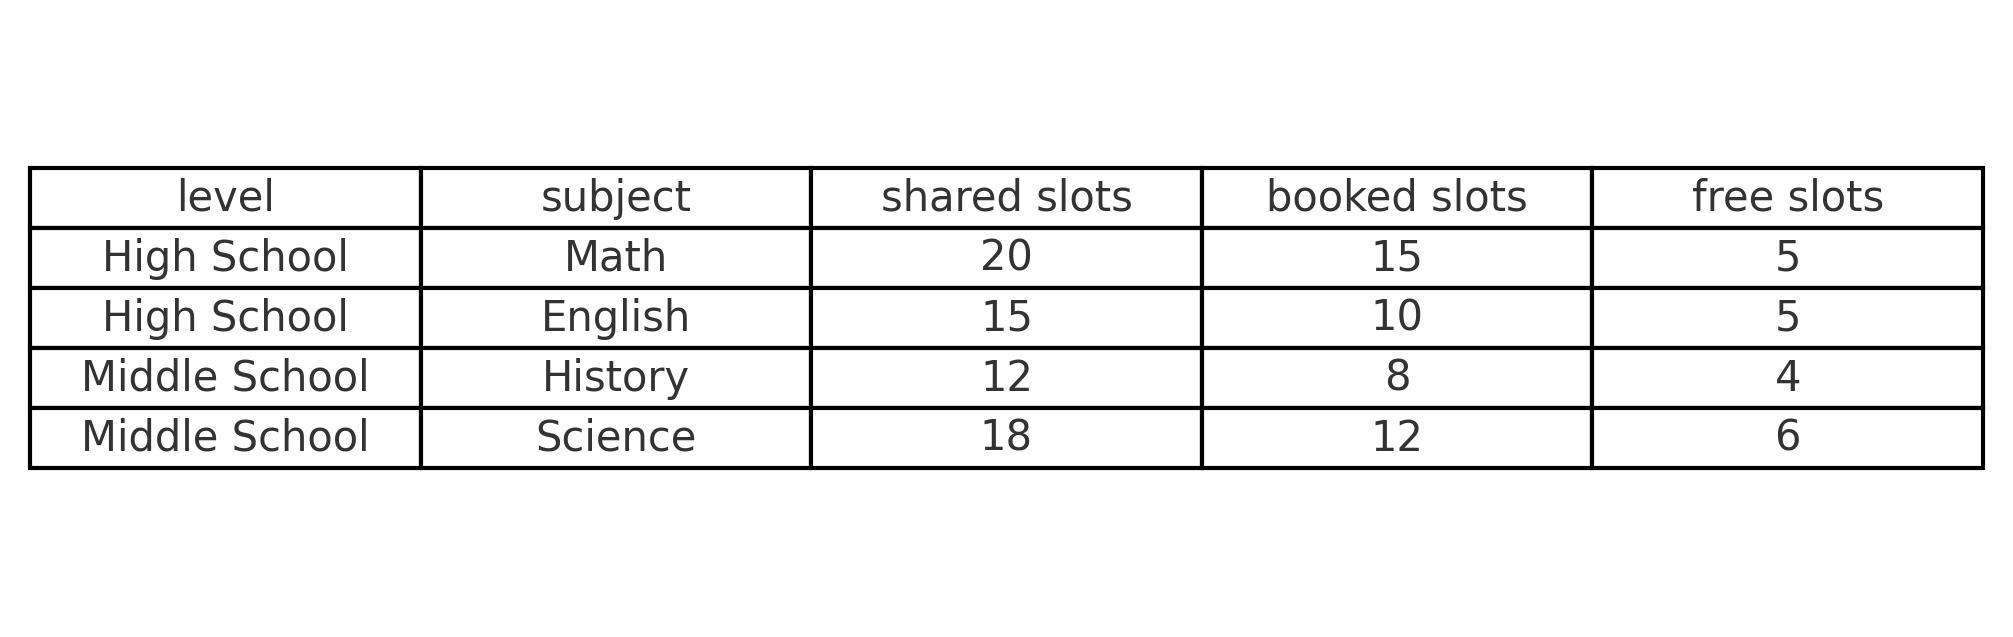 level subject shared slots booked slots free slots
High School Math 20 15 5
High School English 15 10 5
Middle School History 12 8 4
Middle School Science 18 12 6